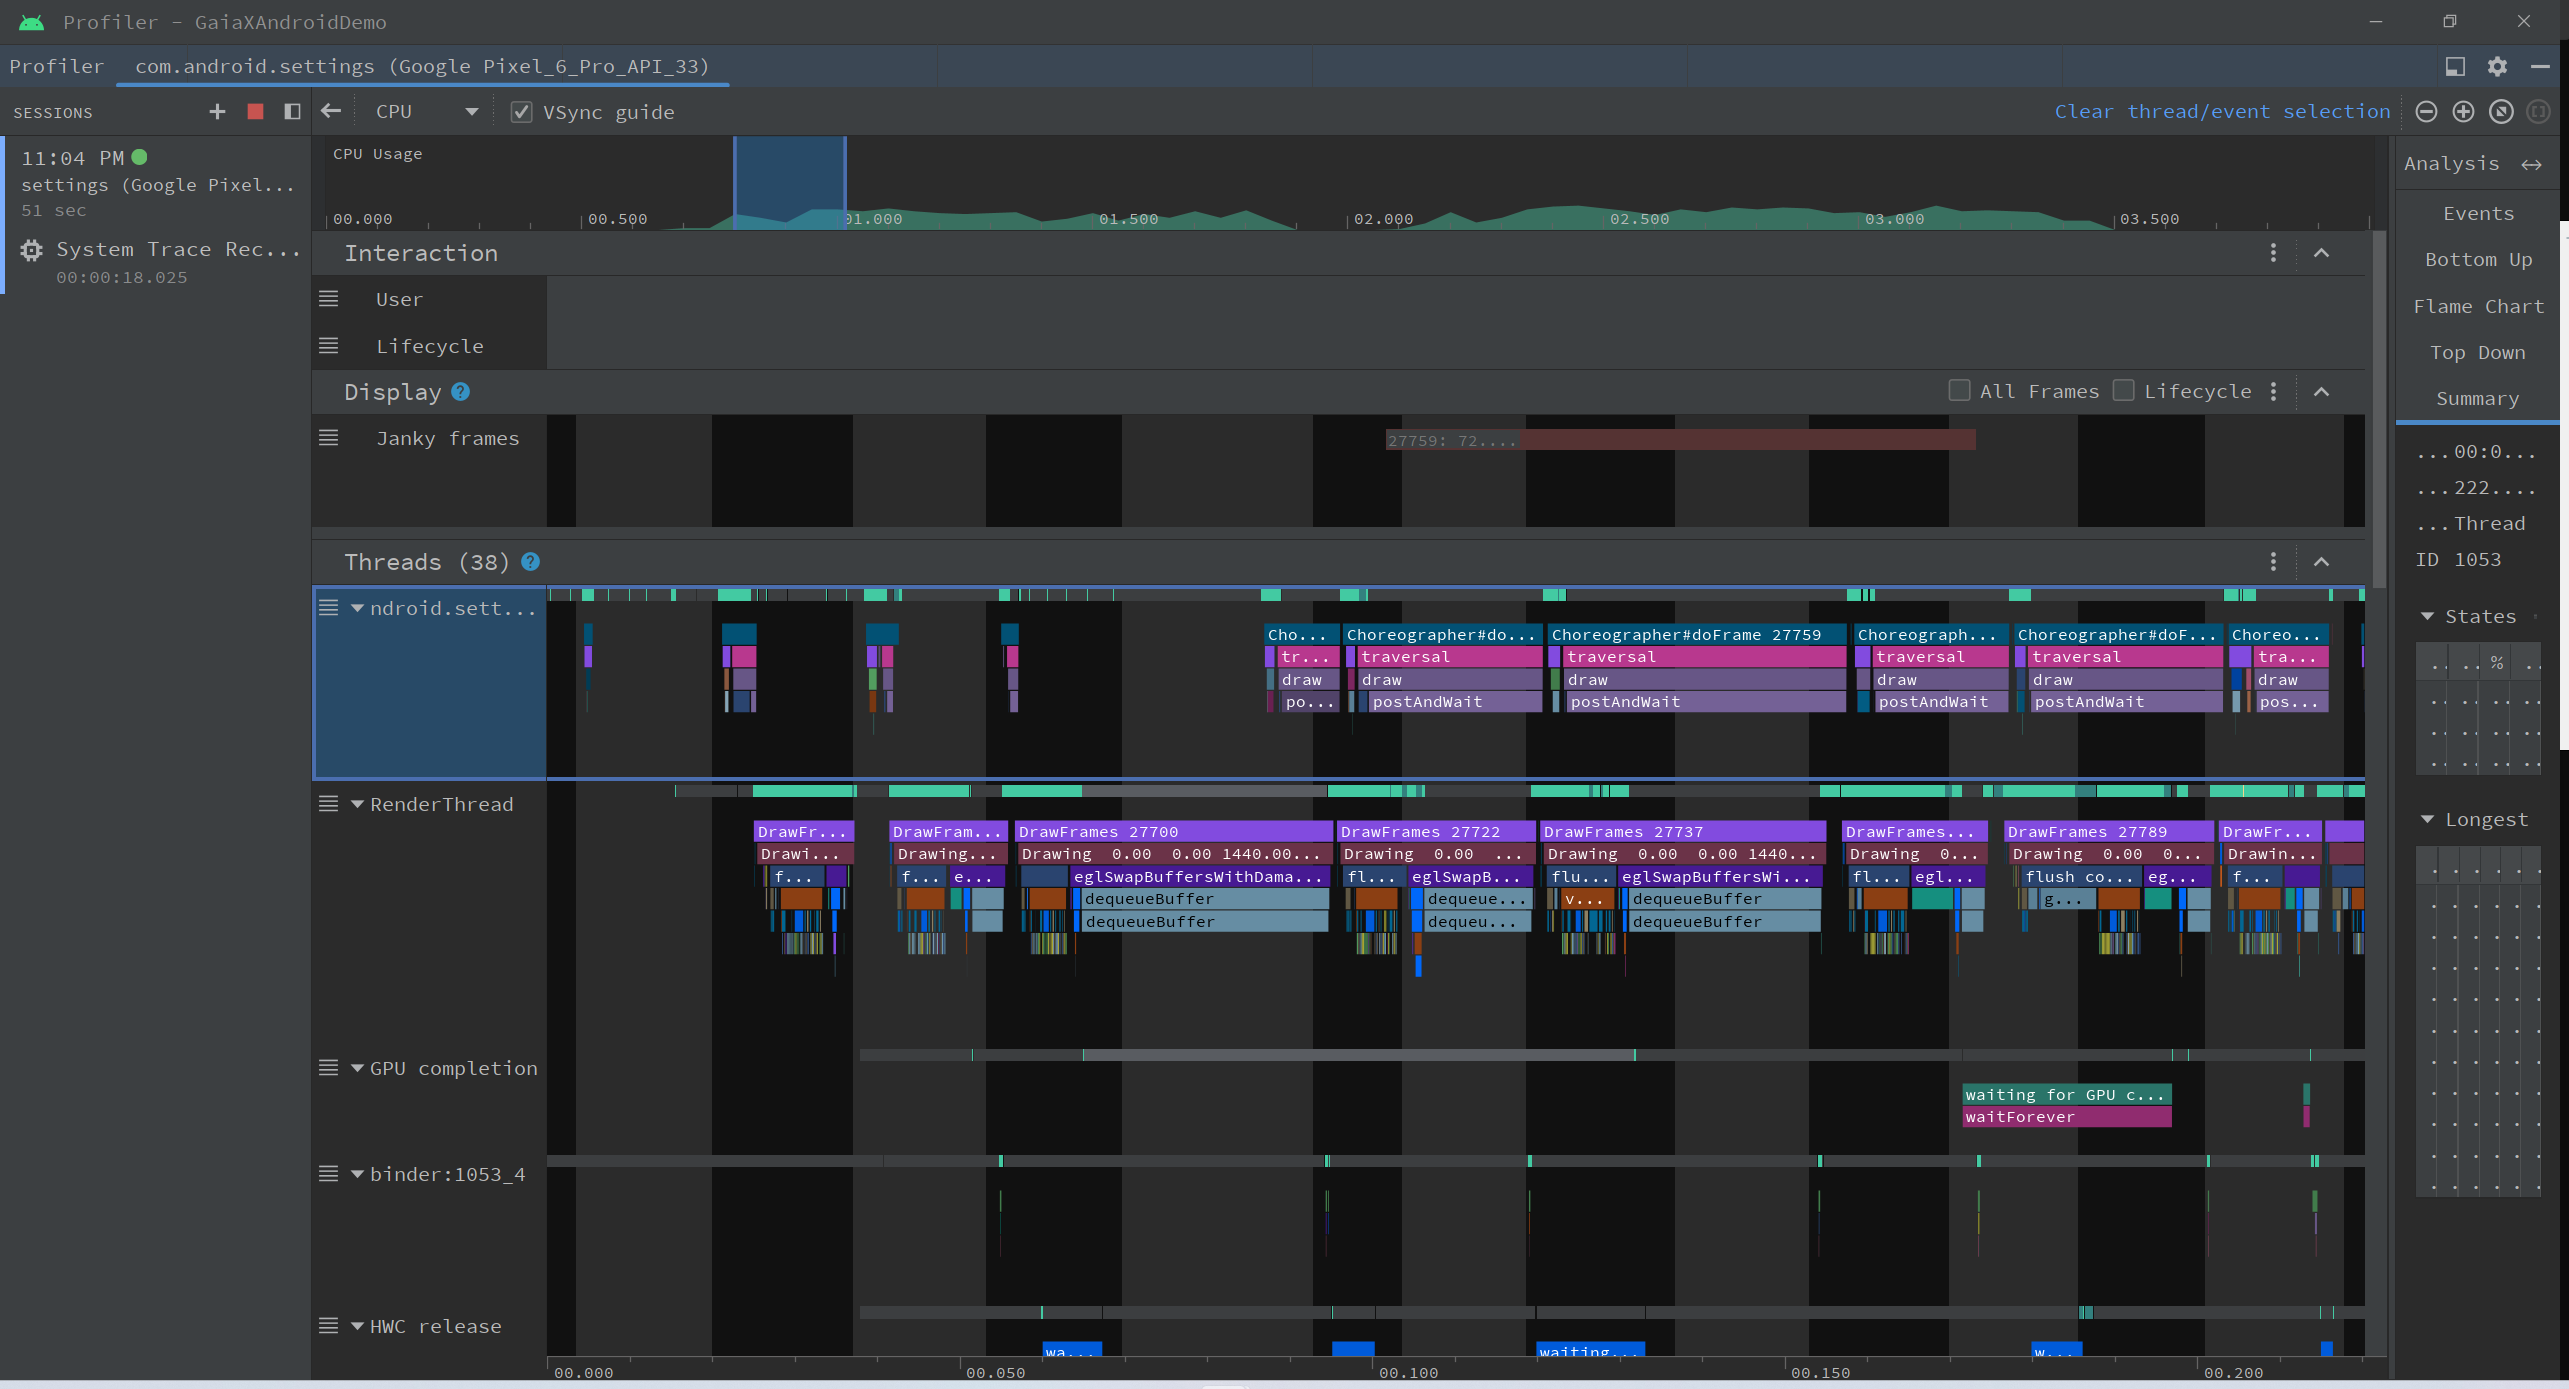 Profiler - GaiaXAndroidDemo
Profiler com.android.settings (Google Pixel_6_Pro_API_33)
SESSIONS CPU VSync guide Clear thread/event selection
11:04 PM
settings (Google Pixel...
51 sec
System Trace Rec...
00:00:18.025
CPU Usage
00.000 00.500 01.000 01.500 02.000 02.500 03.000 03.500
Analysis
Events
Bottom Up
Flame Chart
Top Down
Summary
Interaction
User
Lifecycle
Display ? All Frames Lifecycle
Janky frames 27759: 72....
...00:0...
...222....
...Thread
ID 1053
States
.. .. % ..
Longest
Threads (38) ?
ndroid.sett...
Cho... Choreographer#do... Choreographer#doFrame 27759 Choreograph... Choreographer#doF... Choreo...
tr... traversal traversal traversal traversal tra...
draw draw draw draw draw draw
po... postAndWait postAndWait postAndWait postAndWait pos...
RenderThread
DrawFr... DrawFram... DrawFrames 27700 DrawFrames 27722 DrawFrames 27737 DrawFrames... DrawFrames 27789 DrawFr...
Drawi... Drawing... Drawing 0.00 0.00 1440.00... Drawing 0.00 ... Drawing 0.00 0.00 1440... Drawing 0... Drawing 0.00 0... Drawin...
f... f... e... eglSwapBuffersWithDama... fl... eglSwapB... flu... eglSwapBuffersWi... fl... egl... flush co... eg... f...
dequeueBuffer dequeue... v... dequeueBuffer g...
dequeueBuffer dequeu... dequeueBuffer
GPU completion
waiting for GPU c...
waitForever
binder:1053_4
HWC release
wa... waiting... w...
00.000 00.050 00.100 00.150 00.200